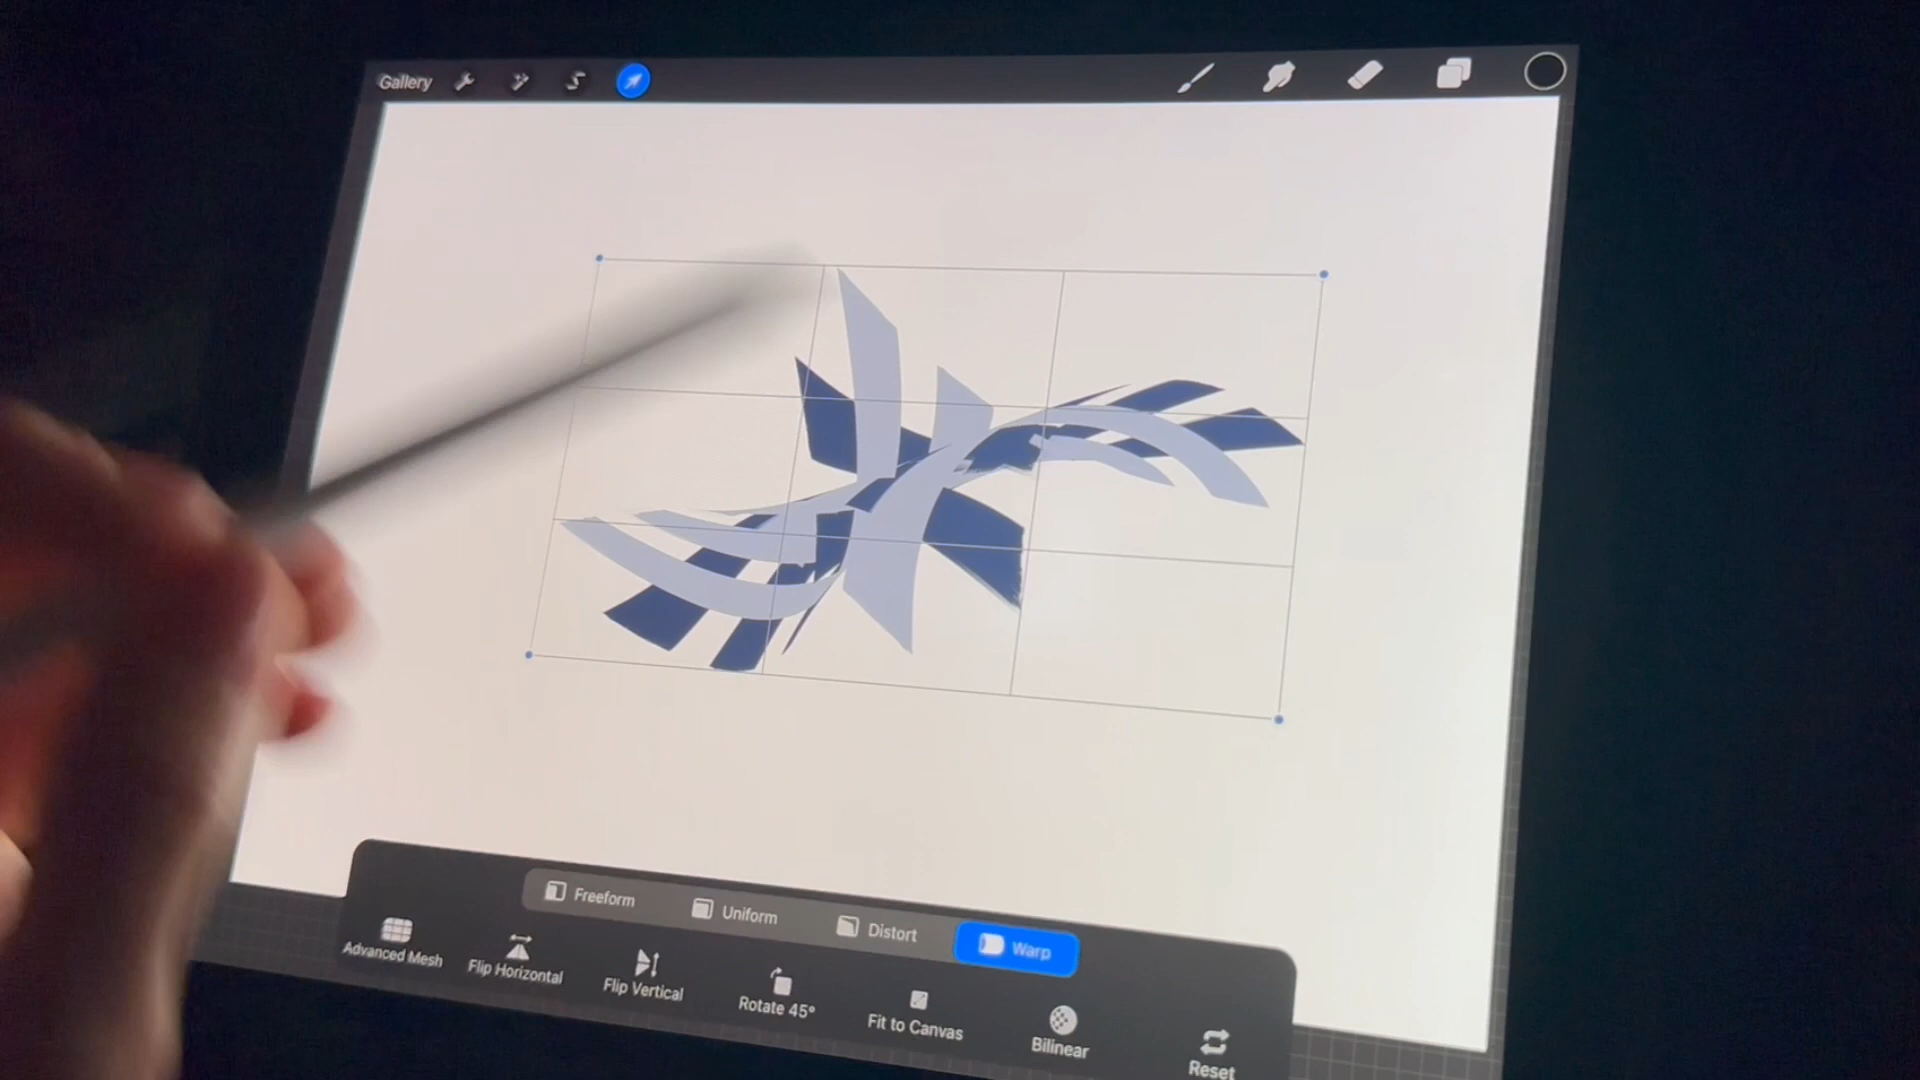 Gallery
Freeform
Uniform
Distort
Warp
Advanced Mesh
Flip Horizontal
Flip Vertical
Rotate 45°
Fit to Canvas
Bilinear
Reset